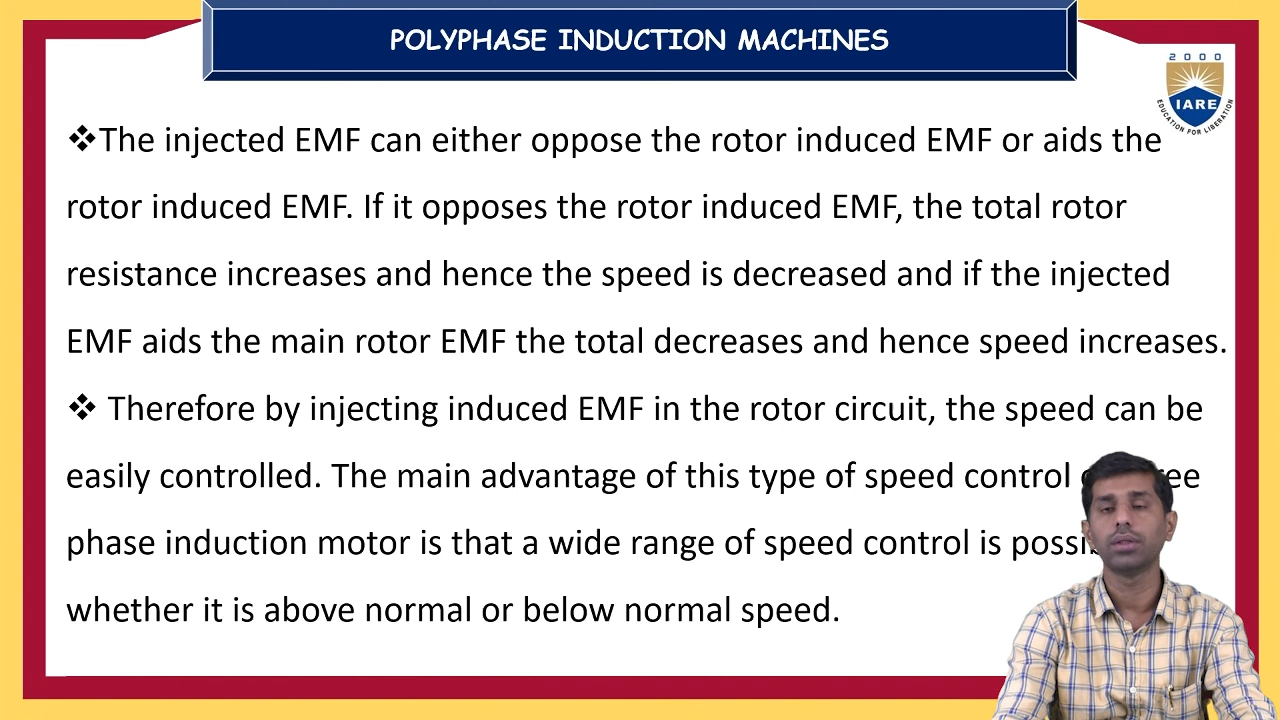 POLYPHASE INDUCTION MACHINES
2000
IARE
EDUCATION FOR LIBERATION
❖The injected EMF can either oppose the rotor induced EMF or aids the
rotor induced EMF. If it opposes the rotor induced EMF, the total rotor
resistance increases and hence the speed is decreased and if the injected
EMF aids the main rotor EMF the total decreases and hence speed increases.
❖ Therefore by injecting induced EMF in the rotor circuit, the speed can be
easily controlled. The main advantage of this type of speed control
phase induction motor is that a wide range of speed control is
whether it is above normal or below normal speed.